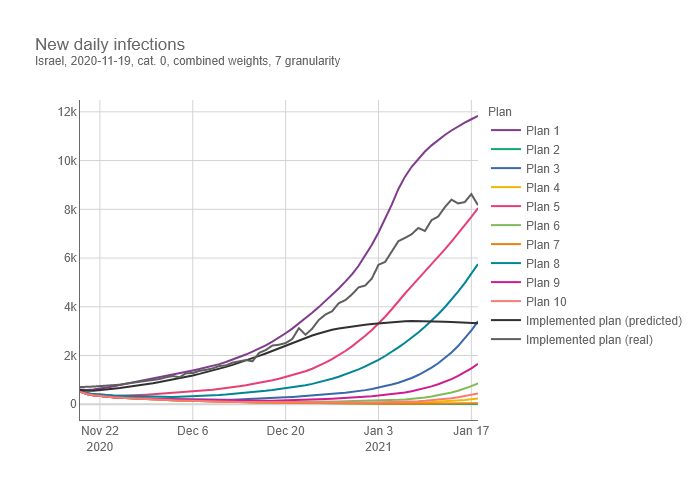 New daily infections
Israel, 2020-11-19, cat. 0, combined weights, 7 granularity
12k
10k
8k
6k
4k
2k
0
Nov 22
2020
Dec 6
Dec 20
Jan 3
2021
Jan 17
Plan
Plan 1
Plan 2
Plan 3
Plan 4
Plan 5
Plan 6
Plan 7
Plan 8
Plan 9
Plan 10
Implemented plan (predicted)
Implemented plan (real)